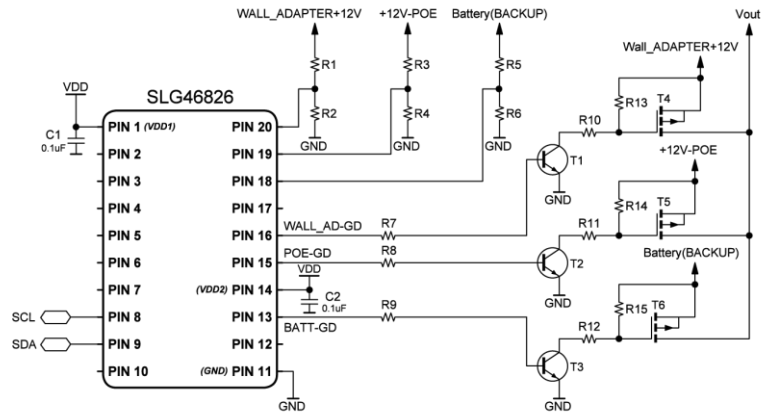 WALL_ADAPTER+12V +12V-POE Battery(BACKUP) Vout
Wall_ADAPTER+12V
R1 R3 R5
VDD SLG46826 R13 T4
C1 0.1uF PIN 1 (VDD1) PIN 20 R2 R4 R6 R10
GND GND T1
PIN 2 PIN 19 GND +12V-POE
PIN 3 PIN 18 GND
PIN 4 PIN 17 R14 T5
PIN 5 PIN 16 WALL_AD-GD R7 R11
PIN 6 PIN 15 POE-GD R8 T2 Battery(BACKUP)
VDD
PIN 7 (VDD2) PIN 14 GND
C2 0.1uF
SCL PIN 8 PIN 13 BATT-GD R9 R15 T6
R12
SDA PIN 9 PIN 12
PIN 10 (GND) PIN 11 GND T3
GND GND